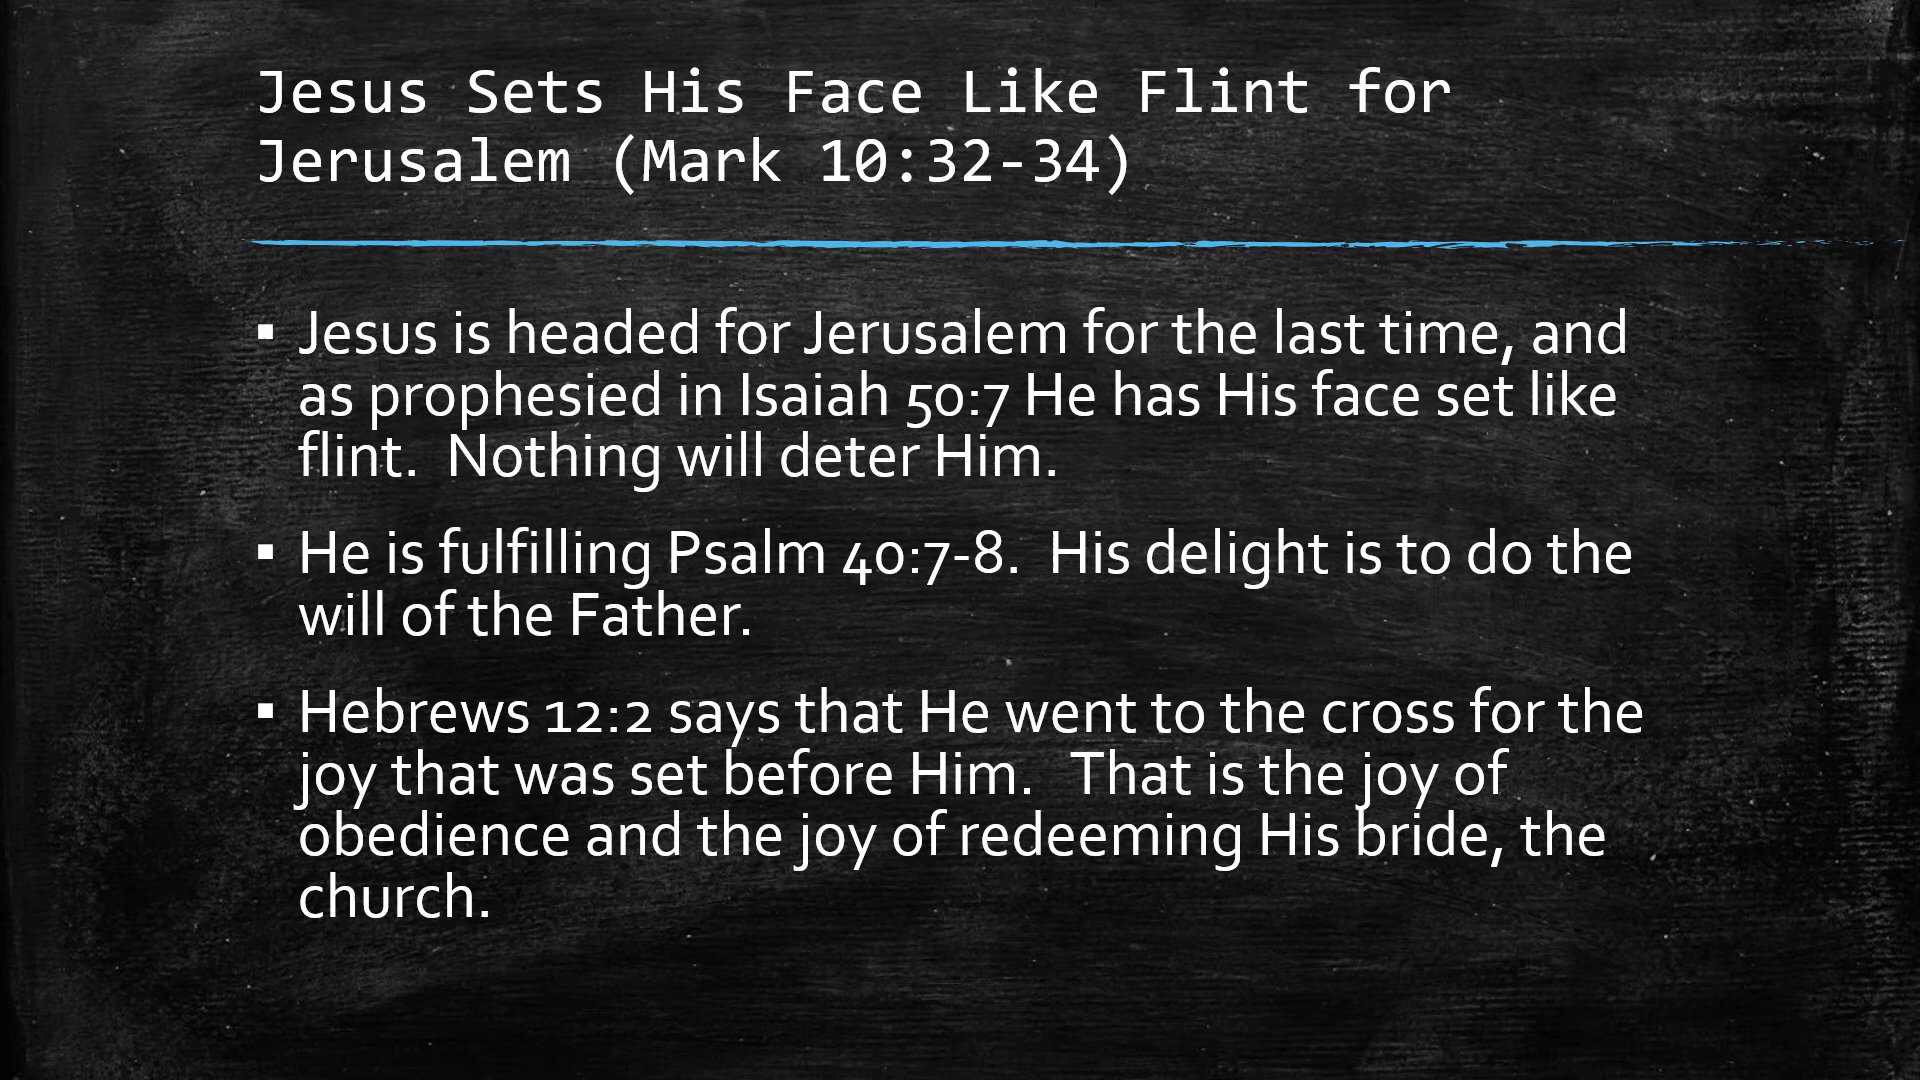 Jesus Sets His Face Like Flint for
Jerusalem (Mark 10:32-34)
▪ Jesus is headed for Jerusalem for the last time, and
as prophesied in Isaiah 50:7 He has His face set like
flint.  Nothing will deter Him.
▪ He is fulfilling Psalm 40:7-8.  His delight is to do the
will of the Father.
▪ Hebrews 12:2 says that He went to the cross for the
joy that was set before Him.   That is the joy of
obedience and the joy of redeeming His bride, the
church.